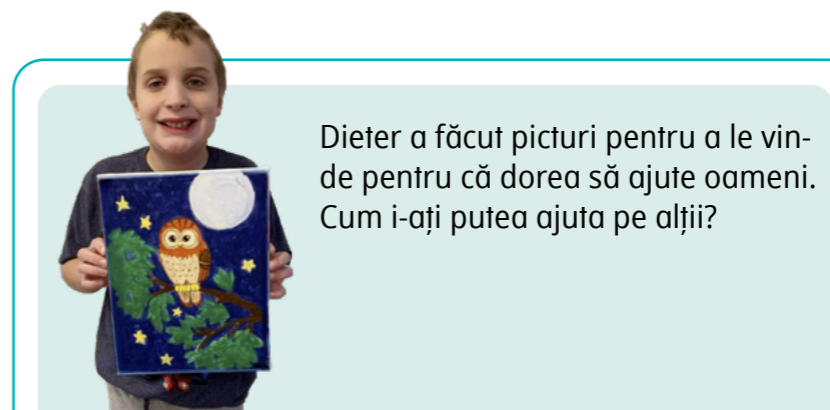 Dieter a făcut picturi pentru a le vin-
de pentru că dorea să ajute oameni.
Cum i-ați putea ajuta pe alții?